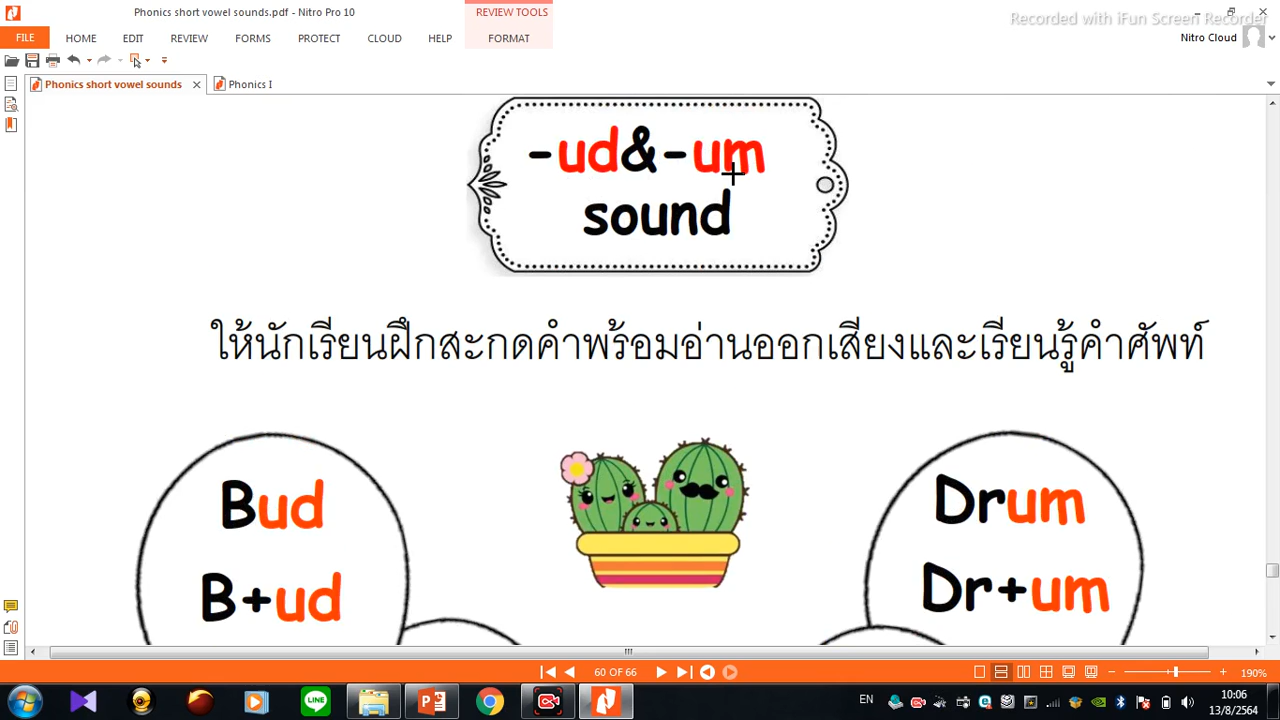 Phonics short vowel sounds.pdf - Nitro Pro 10
REVIEW TOOLS
Recorded with iFun Screen Recorder
FILE HOME EDIT REVIEW FORMS PROTECT CLOUD HELP FORMAT
Nitro Cloud
Phonics short vowel sounds
Phonics I
-ud&-um
sound
ให้นักเรียนฝึกสะกดคำพร้อมอ่านออกเสียงและเรียนรู้คำศัพท์
Bud
B+ud
Drum
Dr+um
60 OF 66
190%
EN
10:06
13/8/2564
LINE